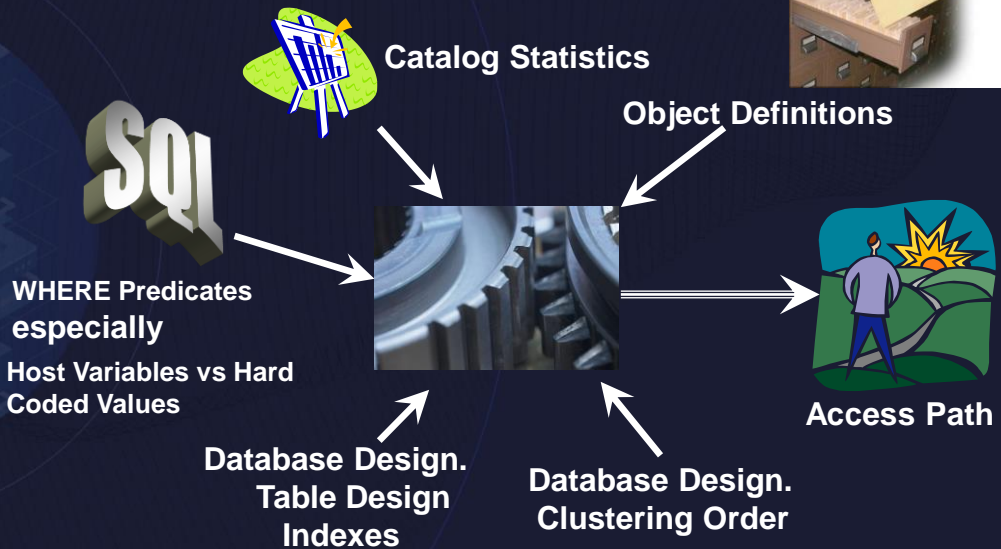 Catalog Statistics
Object Definitions
SQL
WHERE Predicates
especially
Host Variables vs Hard
Coded Values
Access Path
Database Design.
Table Design
Indexes
Database Design.
Clustering Order